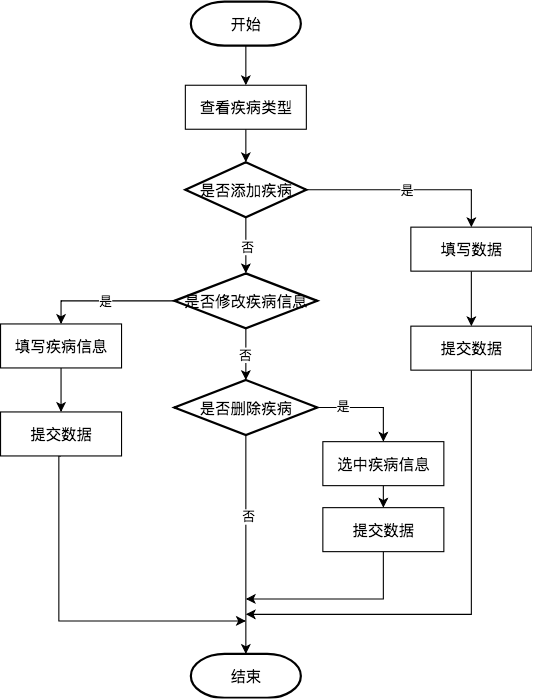 开始
查看疾病类型
是否添加疾病
是
否
填写数据
是否修改疾病信息
是
填写疾病信息
否
提交数据
是否删除疾病
是
提交数据
选中疾病信息
否
提交数据
结束